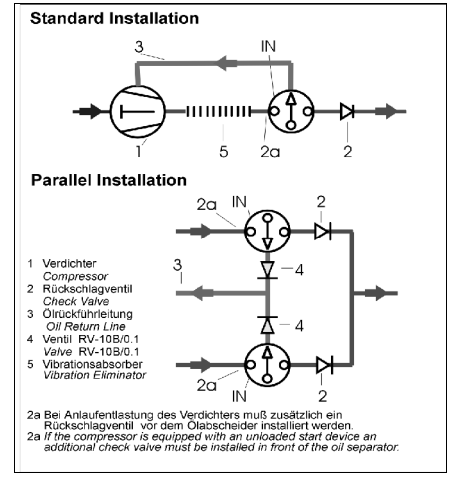 Standard Installation
3
IN
1
5
2a
2
Parallel Installation
2a
IN
2
3
4
4
2a
IN
2
1 Verdichter
Compressor
2 Rückschlagventil
Check Valve
3 Ölrückführleitung
Oil Return Line
4 Ventil RV-10B/0.1
Valve RV-10B/0.1
5 Vibrationsabsorber
Vibration Eliminator
2a Bei Anlaufentlastung des Verdichters muß zusätzlich ein
Rückschlagventil vor dem Ölabscheider installiert werden.
2a If the compressor is equipped with an unloaded start device an
additional check valve must be installed in front of the oil separator.